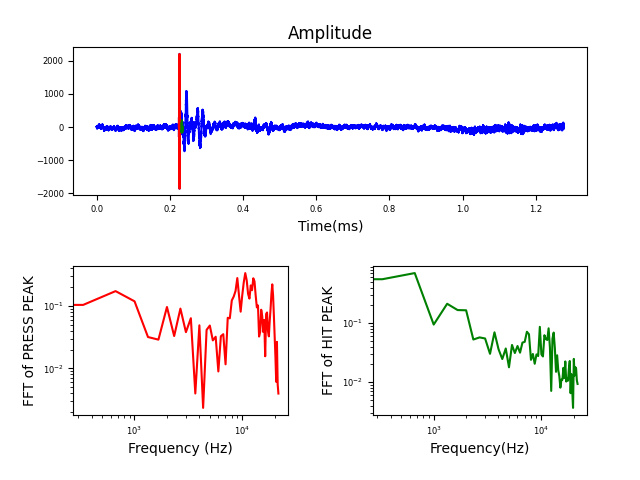 Amplitude
2000
1000
0
−1000
−2000
0.0 0.2 0.4 0.6 0.8 1.0 1.2
Time(ms)
FFT of PRESS PEAK
10⁻¹
10⁻²
10³ 10⁴
Frequency (Hz)
FFT of HIT PEAK
10⁻¹
10⁻²
10³ 10⁴
Frequency(Hz)